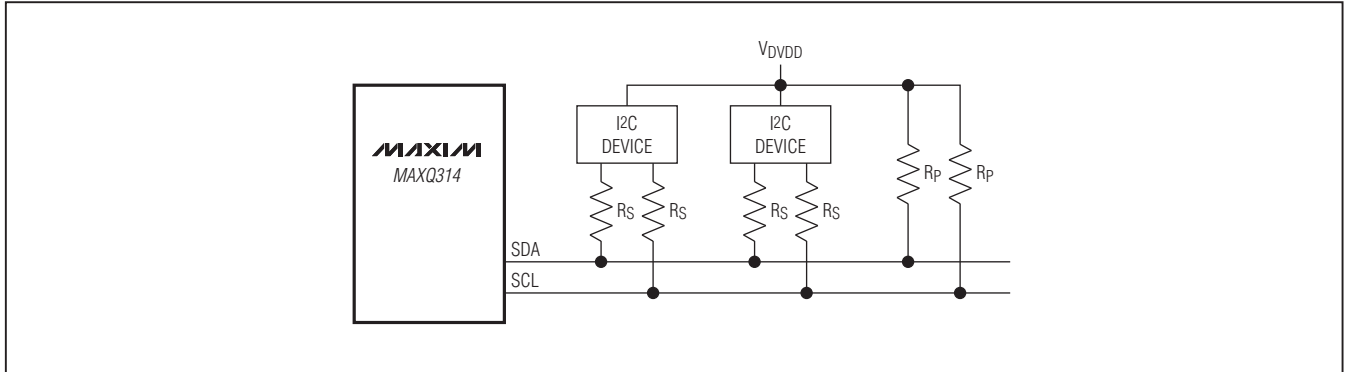 VDVDD
MAXIM
MAXQ314
I2C
DEVICE
I2C
DEVICE
RS
RS
RS
RS
RP
RP
SDA
SCL